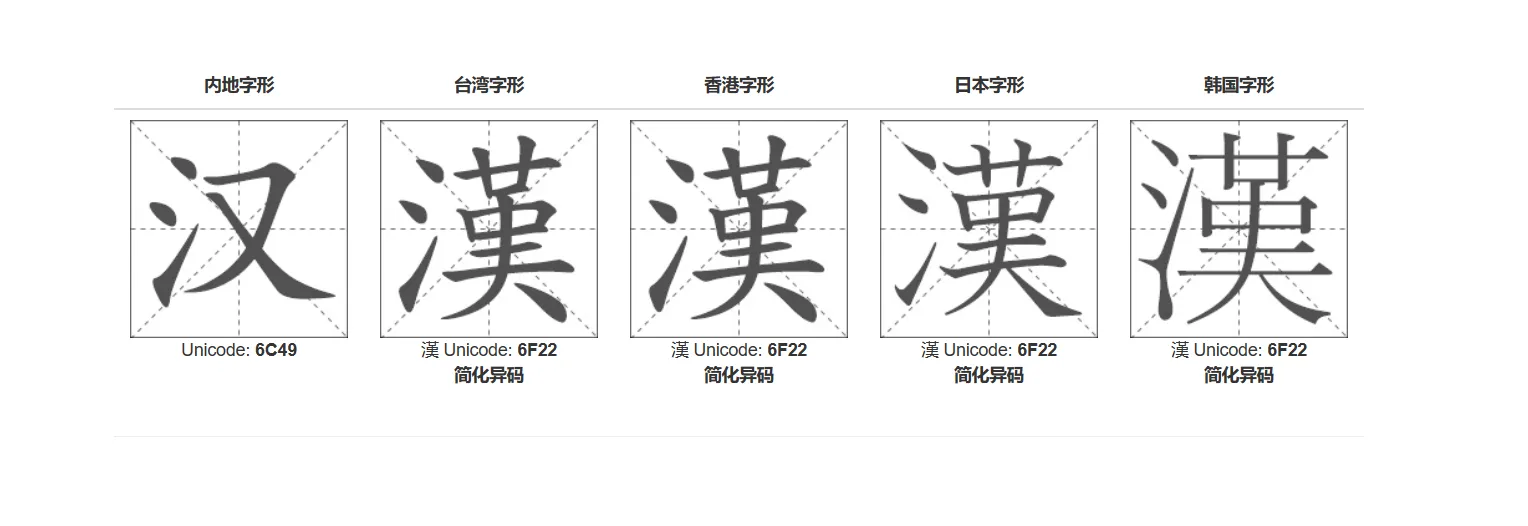 内地字形 台湾字形 香港字形 日本字形 韩国字形
汉 漢 漢 漢 漢
Unicode: 6C49 漢 Unicode: 6F22 漢 Unicode: 6F22 漢 Unicode: 6F22 漢 Unicode: 6F22
简化异码 简化异码 简化异码 简化异码